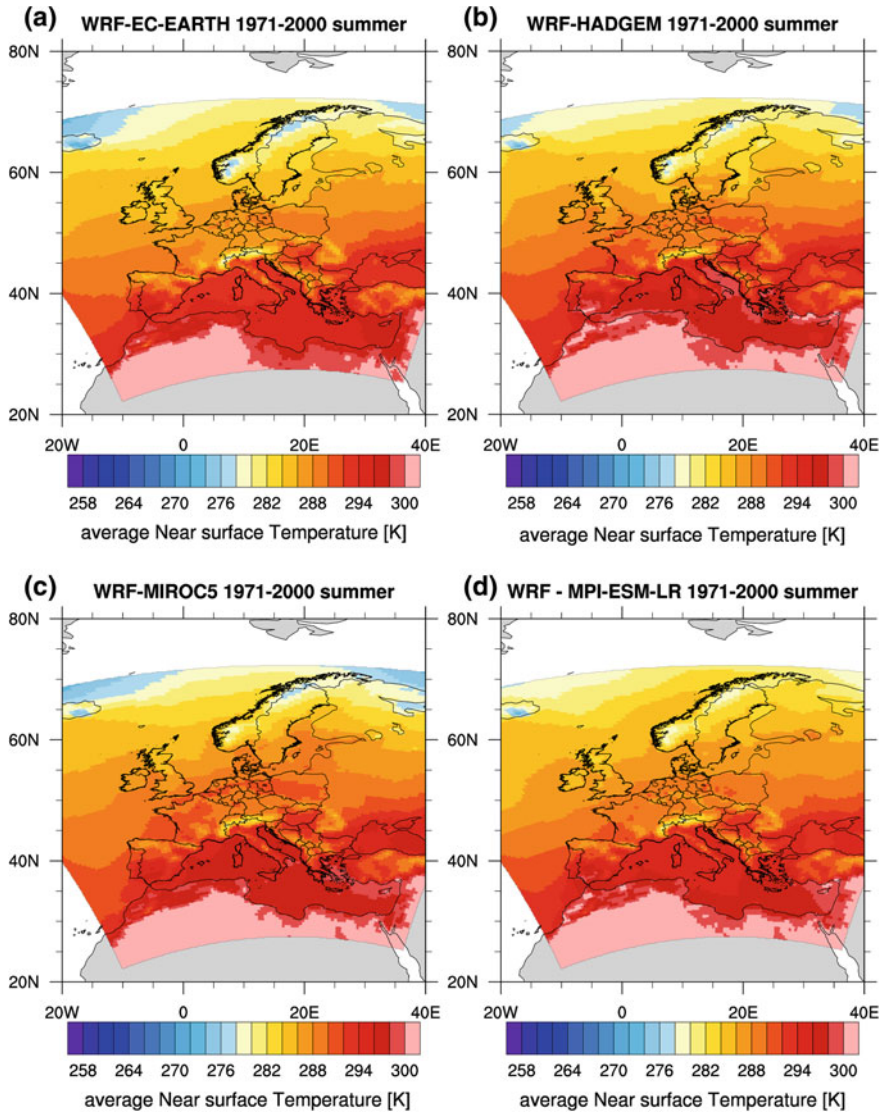 (a)
WRF-EC-EARTH 1971-2000 summer
80N
60N
40N
20N
20W 0 20E 40E
258 264 270 276 282 288 294 300
average Near surface Temperature [K]
(b)
WRF-HADGEM 1971-2000 summer
80N
60N
40N
20N
20W 0 20E 40E
258 264 270 276 282 288 294 300
average Near surface Temperature [K]
(c)
WRF-MIROC5 1971-2000 summer
80N
60N
40N
20N
20W 0 20E 40E
258 264 270 276 282 288 294 300
average Near surface Temperature [K]
(d)
WRF - MPI-ESM-LR 1971-2000 summer
80N
60N
40N
20N
20W 0 20E 40E
258 264 270 276 282 288 294 300
average Near surface Temperature [K]